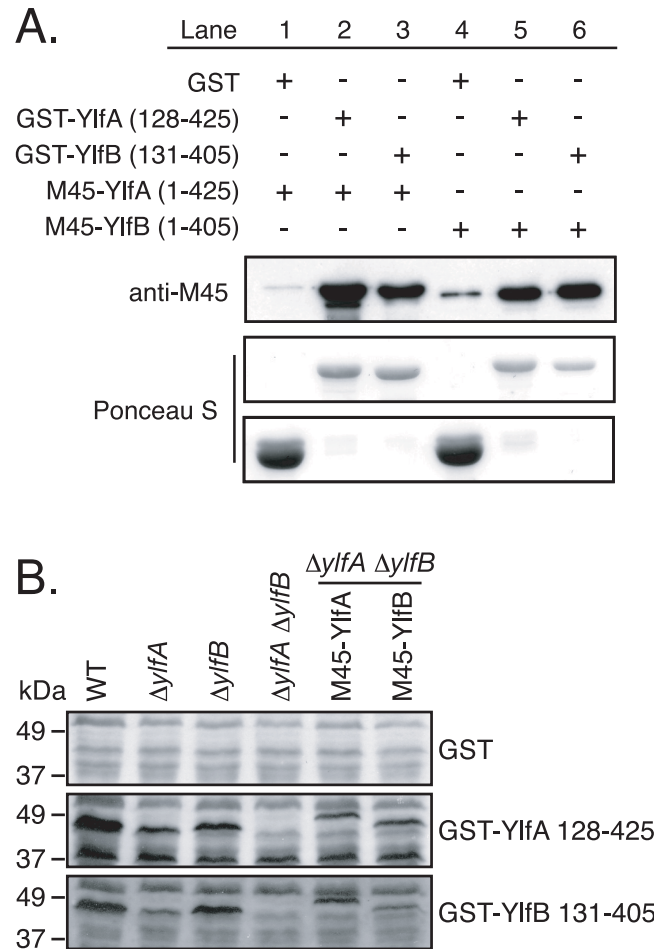 A.
Lane 1 2 3 4 5 6
GST + - - + - -
GST-YlfA (128-425) - + - - + -
GST-YlfB (131-405) - - + - - +
M45-YlfA (1-425) + + + - - -
M45-YlfB (1-405) - - - + + +
anti-M45
Ponceau S
B.
ΔylfA ΔylfB
kDa WT ΔylfA ΔylfB ΔylfA ΔylfB M45-YlfA M45-YlfB
49
37
GST
49
37
GST-YlfA 128-425
49
37
GST-YlfB 131-405